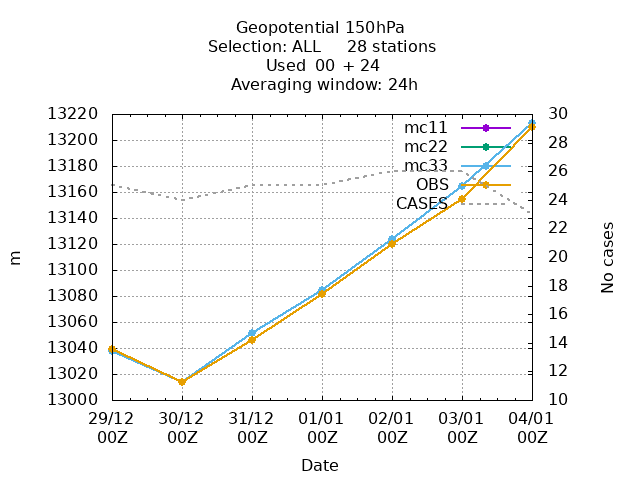 Geopotential 150hPa
Selection: ALL     28 stations
Used  00 + 24
Averaging window: 24h
mc11
mc22
mc33
OBS
CASES
m
13220
13200
13180
13160
13140
13120
13100
13080
13060
13040
13020
13000
30
28
26
24
22
20
18
16
14
12
10
No cases
29/12 30/12 31/12 01/01 02/01 03/01 04/01
00Z 00Z 00Z 00Z 00Z 00Z 00Z
Date